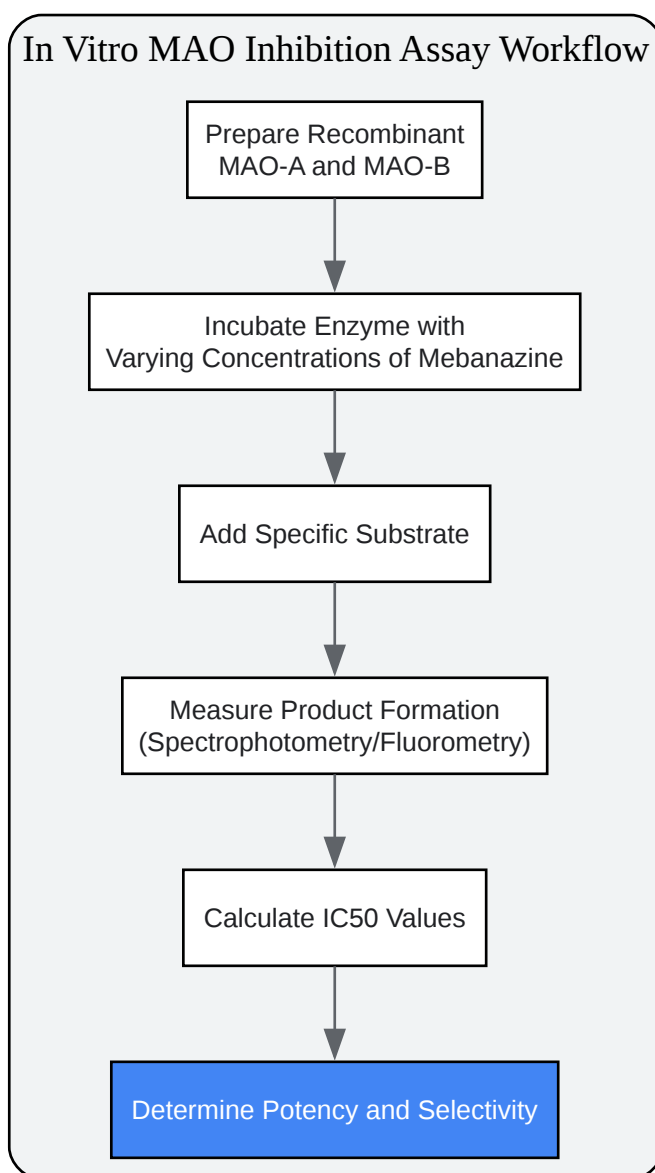 In Vitro MAO Inhibition Assay Workflow
Prepare Recombinant
MAO-A and MAO-B
Incubate Enzyme with
Varying Concentrations of Mebanazine
Add Specific Substrate
Measure Product Formation
(Spectrophotometry/Fluorometry)
Calculate IC50 Values
Determine Potency and Selectivity